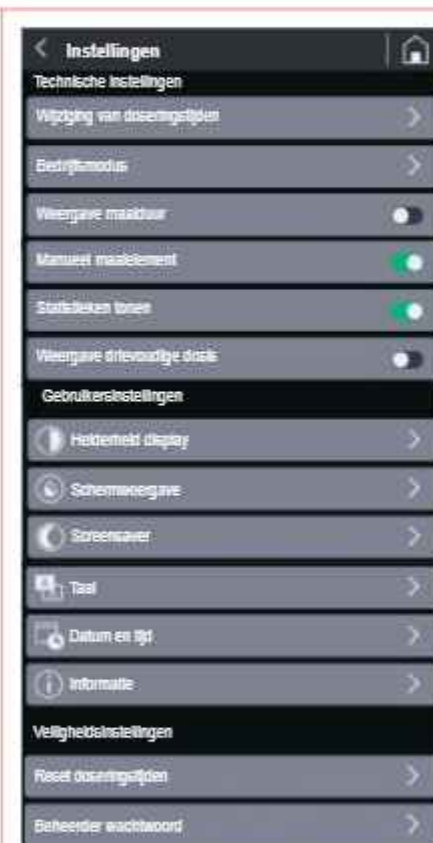 Instellingen
Technische instellingen
Wijziging van doseringstijden
Bedrijfsmodus
Weergave maalduur
Manueel maalelement
Statistieken tonen
Weergave drievoudige dosis
Gebruikersinstellingen
Helderheid display
Schermweergave
Screensaver
Taal
Datum en tijd
Informatie
Veiligheidsinstellingen
Reset doseringstijden
Beheerder wachtwoord